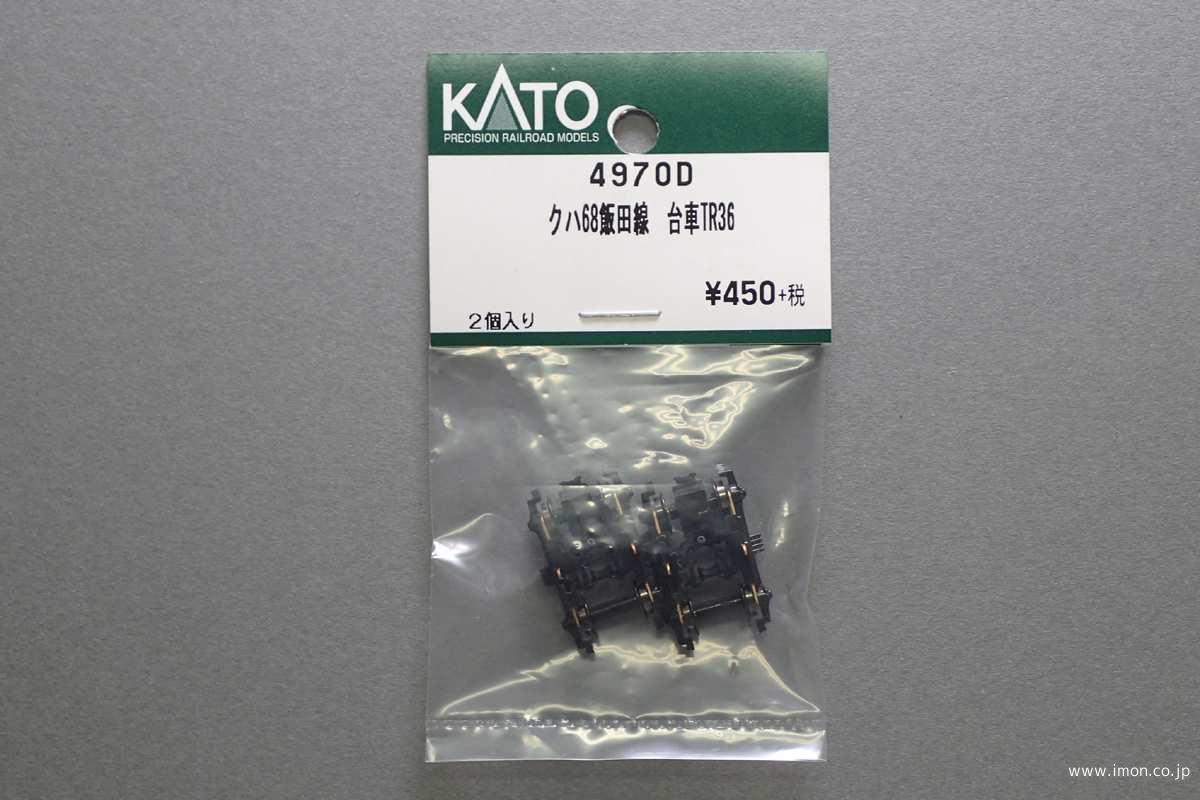 KATO
PRECISION RAILROAD MODELS
4970D
クハ68飯田線 台車TR36
¥450+税
2個入り
www.imon.co.jp